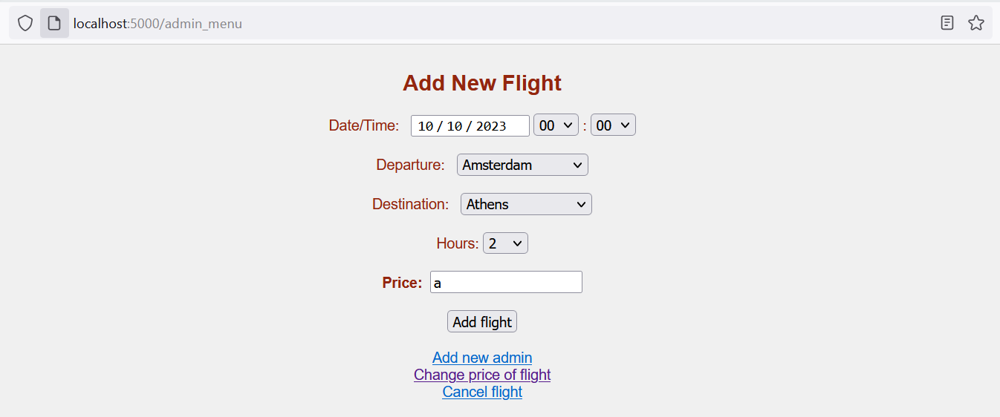 localhost:5000/admin_menu
Add New Flight
Date/Time: 10 / 10 / 2023 00 : 00
Departure: Amsterdam
Destination: Athens
Hours: 2
Price: a
Add flight
Add new admin
Change price of flight
Cancel flight